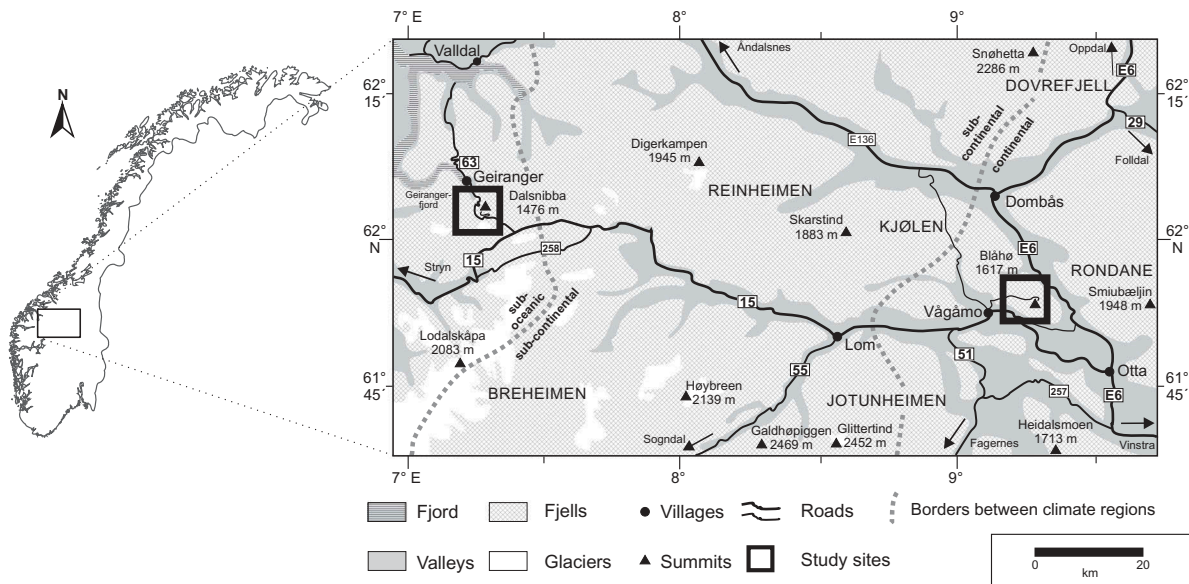 7° E
8°
9°
N
62°
15´
62°
N
61°
45´
62°
15´
62°
N
61°
45´
Valldal
Åndalsnes
Snøhetta
2286 m
Oppdal
E6
DOVREFJELL
29
Folldal
sub-
continental
continental
E136
Digerkampen
1945 m
63
Geiranger
Geiranger-
fjord
Dalsnibba
1476 m
REINHEIMEN
Skarstind
1883 m
KJØLEN
Dombås
E6
Blåhø
1617 m
RONDANE
Smiubæljin
1948 m
258
15
Stryn
sub-
oceanic
sub-continental
15
Vågåmo
Lodalskåpa
2083 m
Lom
51
Otta
55
257
E6
BREHEIMEN
Høybreen
2139 m
JOTUNHEIMEN
Galdhøpiggen
2469 m
Glittertind
2452 m
Heidalsmoen
1713 m
Sogndal
Fagernes
Vinstra
7° E
8°
9°
Fjord
Fjells
Villages
Roads
Borders between climate regions
Valleys
Glaciers
Summits
Study sites
0
20
km